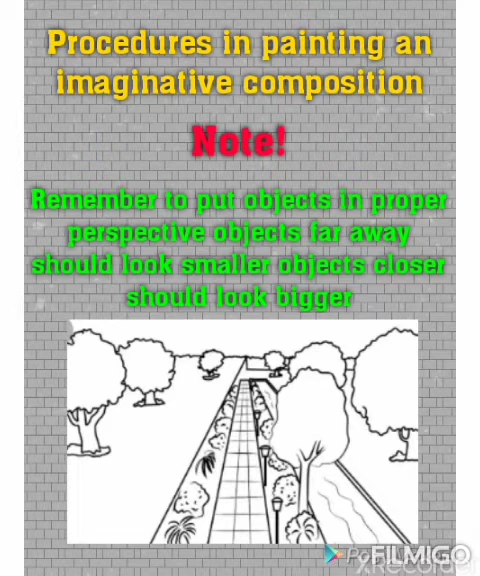 Procedures in painting an
imaginative composition
Note!
Remember to put objects in proper
perspective objects far away
should look smaller objects closer
should look bigger
FILMIGO